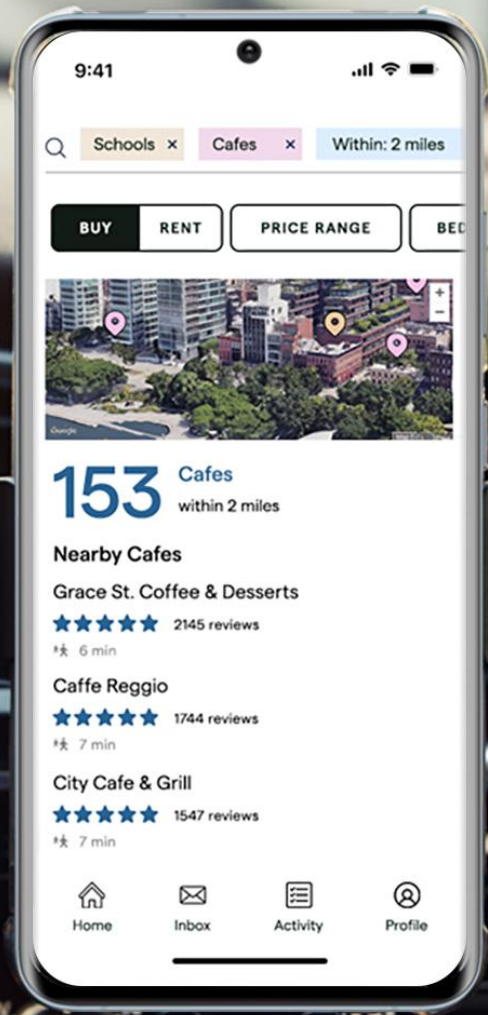 9:41
Schools × Cafes × Within: 2 miles
BUY RENT PRICE RANGE BED
+
−
Google
153 Cafes
within 2 miles
Nearby Cafes
Grace St. Coffee & Desserts
2145 reviews
6 min
Caffe Reggio
1744 reviews
7 min
City Cafe & Grill
1547 reviews
7 min
Home Inbox Activity Profile